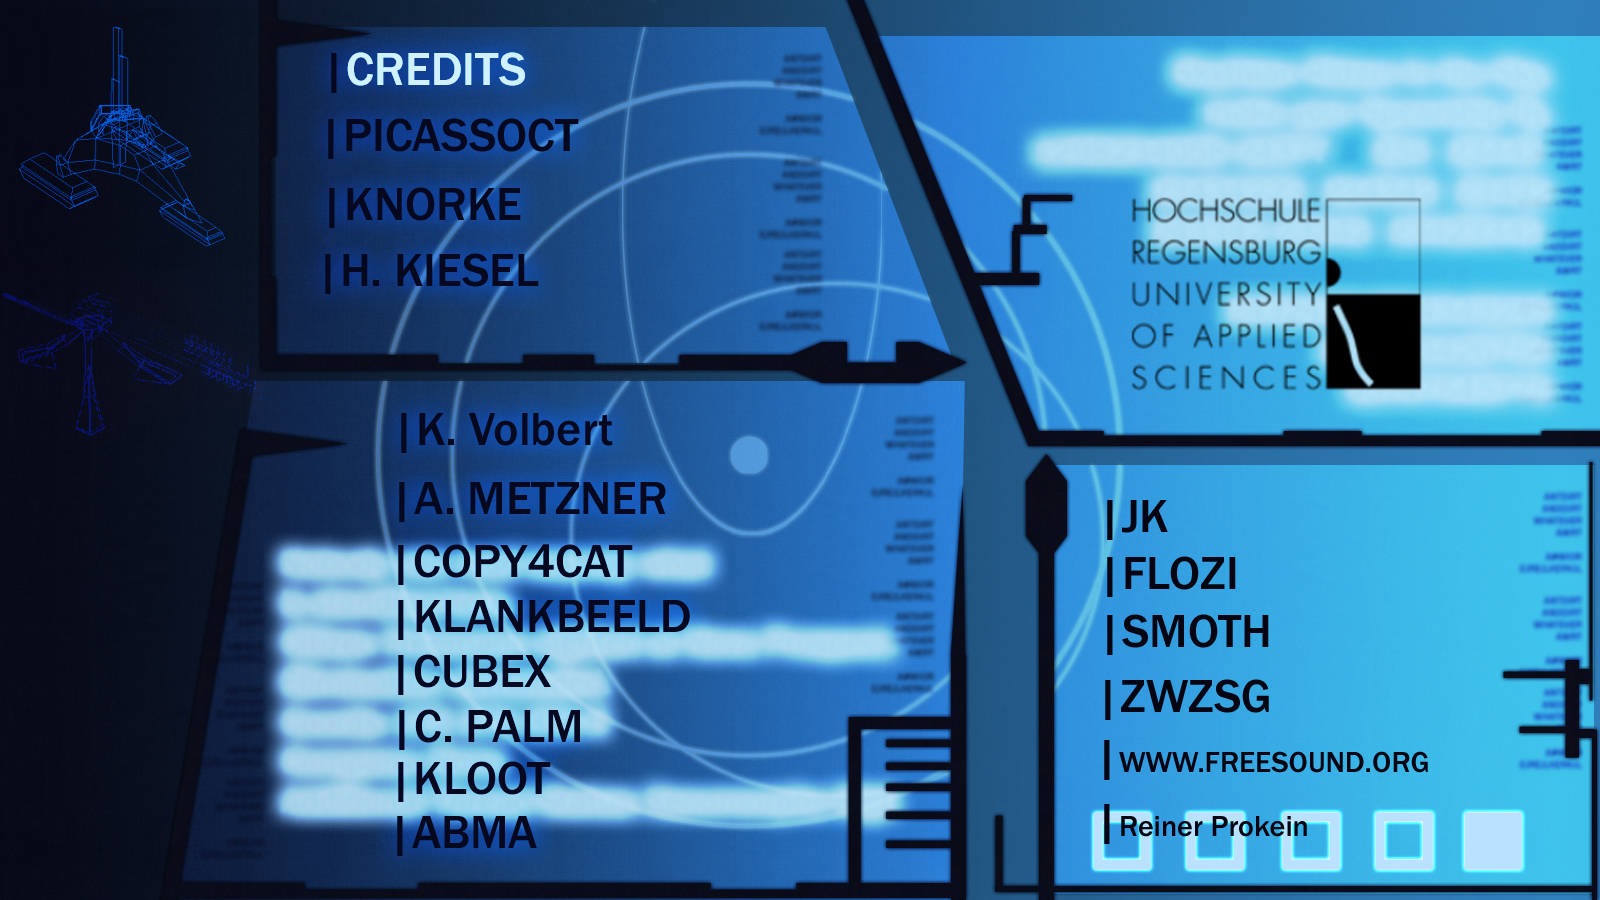 |CREDITS
|PICASSOCT
|KNORKE
|H. KIESEL
|K. Volbert
|A. METZNER
|COPY4CAT
|KLANKBEELD
|CUBEX
|C. PALM
|KLOOT
|ABMA
HOCHSCHULE
REGENSBURG
UNIVERSITY
OF APPLIED
SCIENCES
|JK
|FLOZI
|SMOTH
|ZWZSG
|WWW.FREESOUND.ORG
|Reiner Prokein